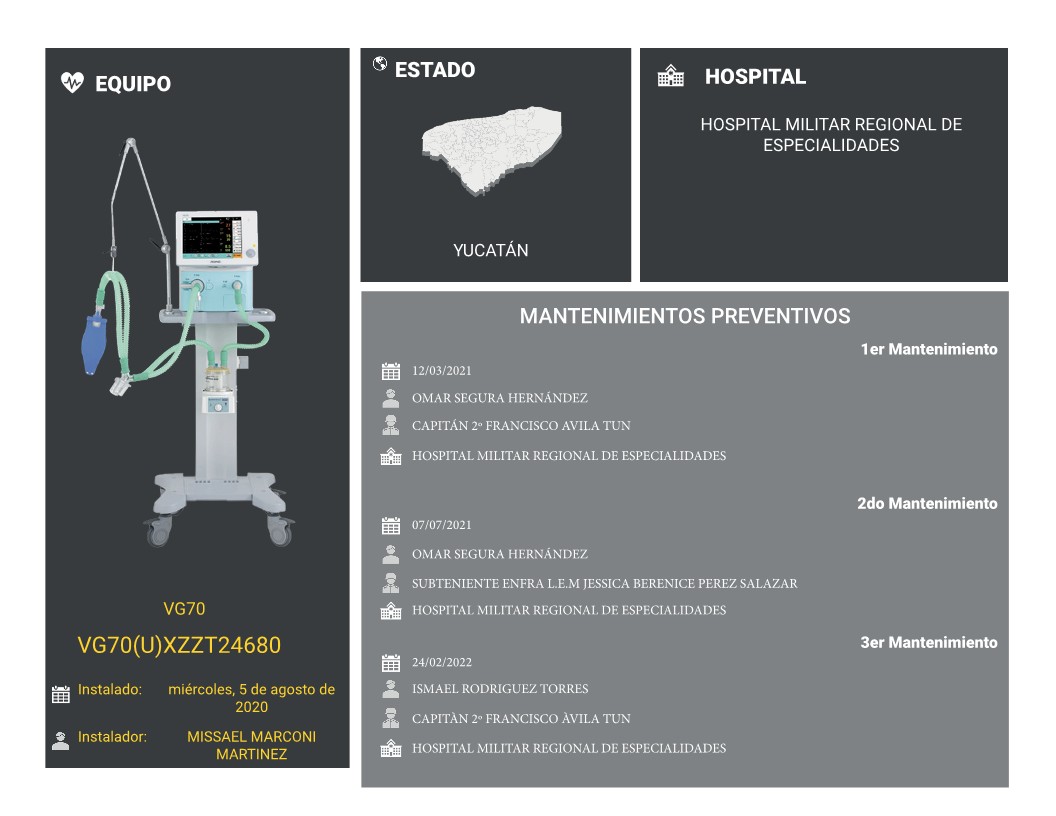 EQUIPO
VG70
VG70(U)XZZT24680
Instalado: miércoles, 5 de agosto de
2020
Instalador: MISSAEL MARCONI
MARTINEZ
ESTADO
YUCATÁN
HOSPITAL
HOSPITAL MILITAR REGIONAL DE
ESPECIALIDADES
MANTENIMIENTOS PREVENTIVOS
1er Mantenimiento
12/03/2021
OMAR SEGURA HERNÁNDEZ
CAPITÁN 2º FRANCISCO AVILA TUN
HOSPITAL MILITAR REGIONAL DE ESPECIALIDADES
2do Mantenimiento
07/07/2021
OMAR SEGURA HERNÁNDEZ
SUBTENIENTE ENFRA L.E.M JESSICA BERENICE PEREZ SALAZAR
HOSPITAL MILITAR REGIONAL DE ESPECIALIDADES
3er Mantenimiento
24/02/2022
ISMAEL RODRIGUEZ TORRES
CAPITÀN 2º FRANCISCO ÀVILA TUN
HOSPITAL MILITAR REGIONAL DE ESPECIALIDADES